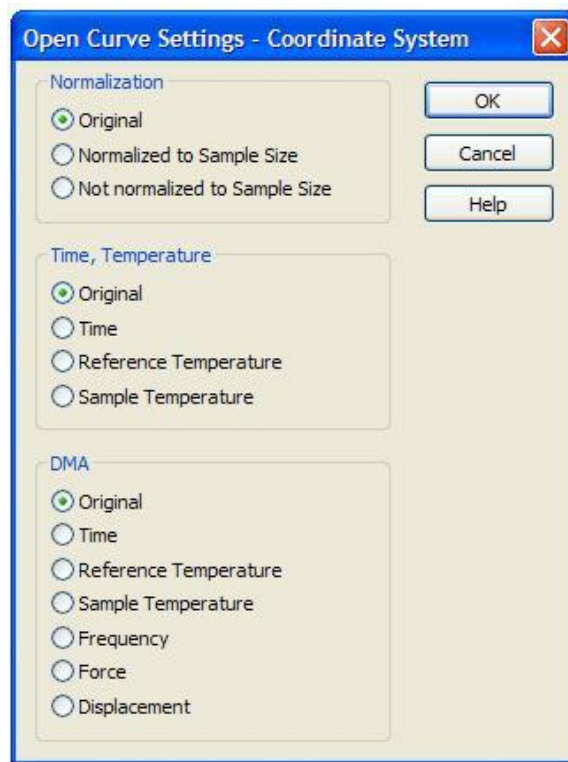 Open Curve Settings - Coordinate System
Normalization
Original
Normalized to Sample Size
Not normalized to Sample Size
OK
Cancel
Help
Time, Temperature
Original
Time
Reference Temperature
Sample Temperature
DMA
Original
Time
Reference Temperature
Sample Temperature
Frequency
Force
Displacement